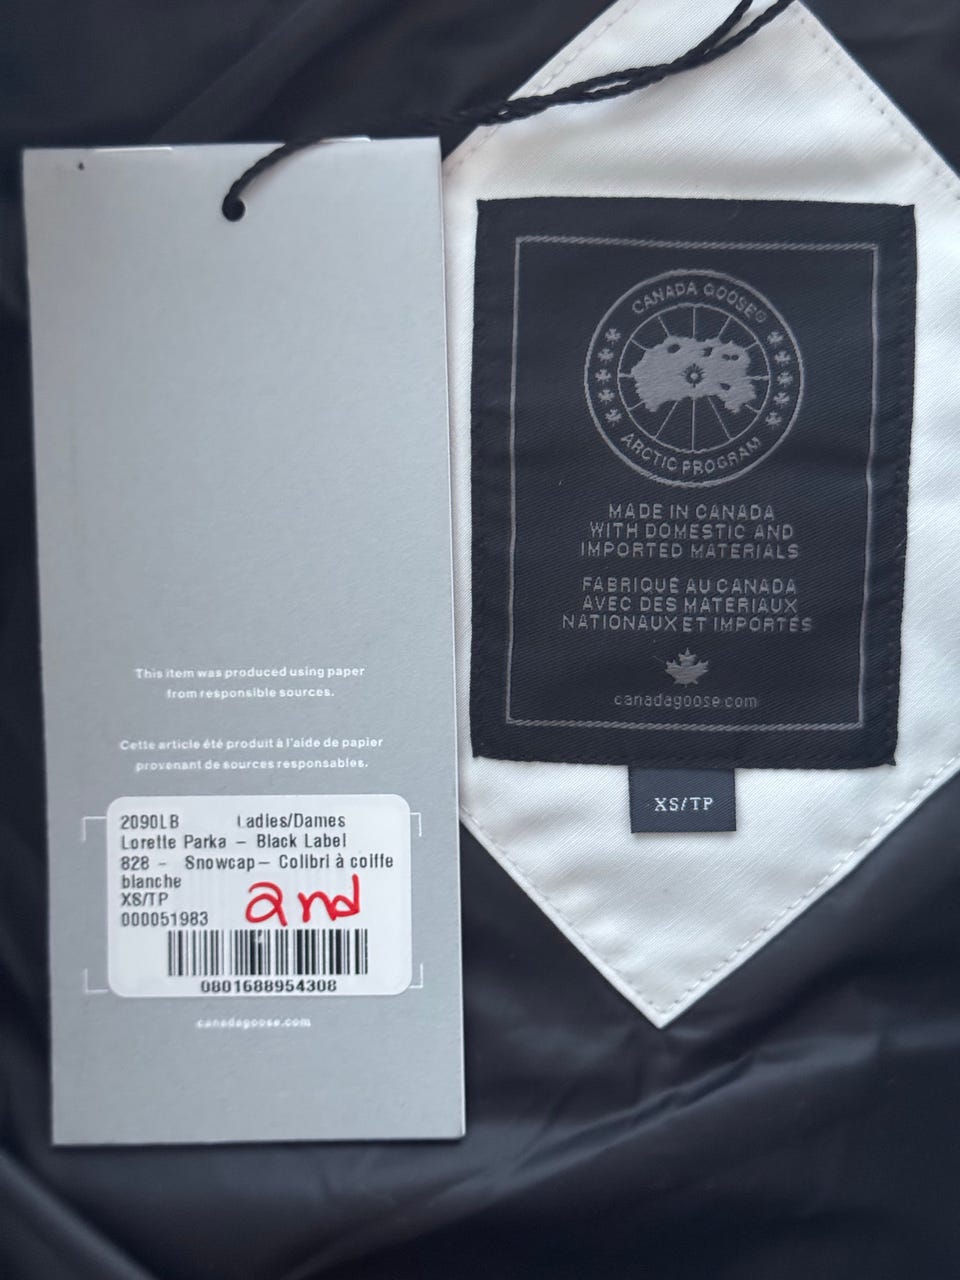 This item was produced using paper
from responsible sources.
Cette article été produit à l'aide de papier
provenant de sources responsables.
2090LB Ladies/Dames
Lorette Parka – Black Label
828 – Snowcap– Colibri à coiffe
blanche
XS/TP
000051983
2nd
0801688954308
canadagoose.com
CANADA GOOSE®
ARCTIC PROGRAM
MADE IN CANADA
WITH DOMESTIC AND
IMPORTED MATERIALS
FABRIQUÉ AU CANADA
AVEC DES MATÉRIAUX
NATIONAUX ET IMPORTÉS
canadagoose.com
XS/TP